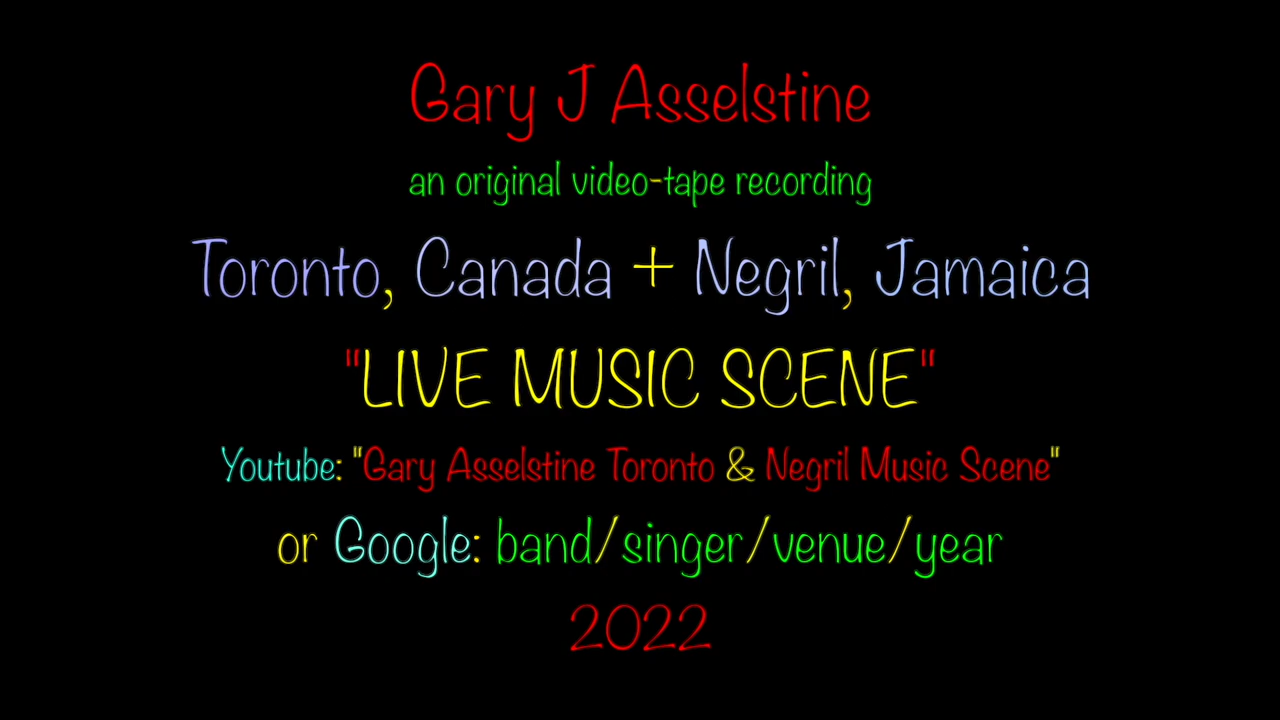 Gary J Asselstine
an original video-tape recording
Toronto, Canada + Negril, Jamaica
"LIVE MUSIC SCENE"
Youtube: "Gary Asselstine Toronto & Negril Music Scene"
or Google: band/singer/venue/year
2022